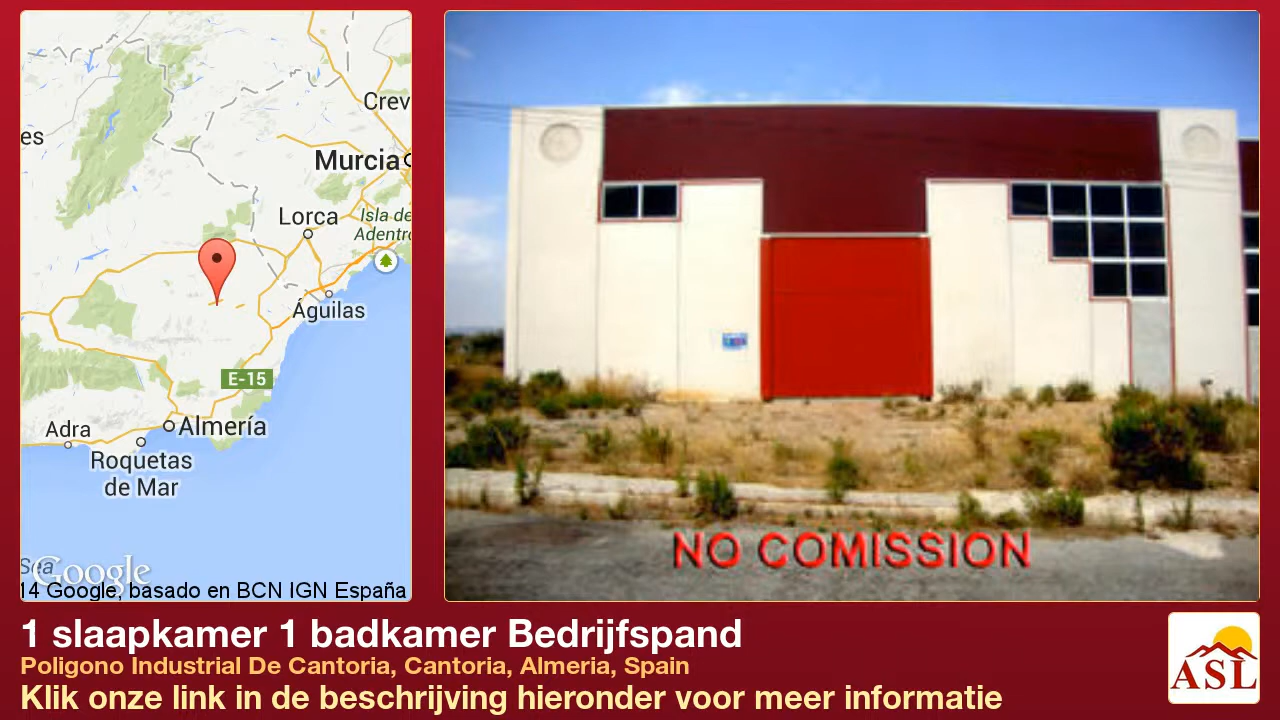 Crev
es
Murcia
Lorca
Isla de
Adentro
Águilas
E-15
Almería
Adra
Roquetas
de Mar
Sea
Google
14 Google, basado en BCN IGN España
NO COMISSION
1 slaapkamer 1 badkamer Bedrijfspand
Poligono Industrial De Cantoria, Cantoria, Almeria, Spain
Klik onze link in de beschrijving hieronder voor meer informatie
ASL